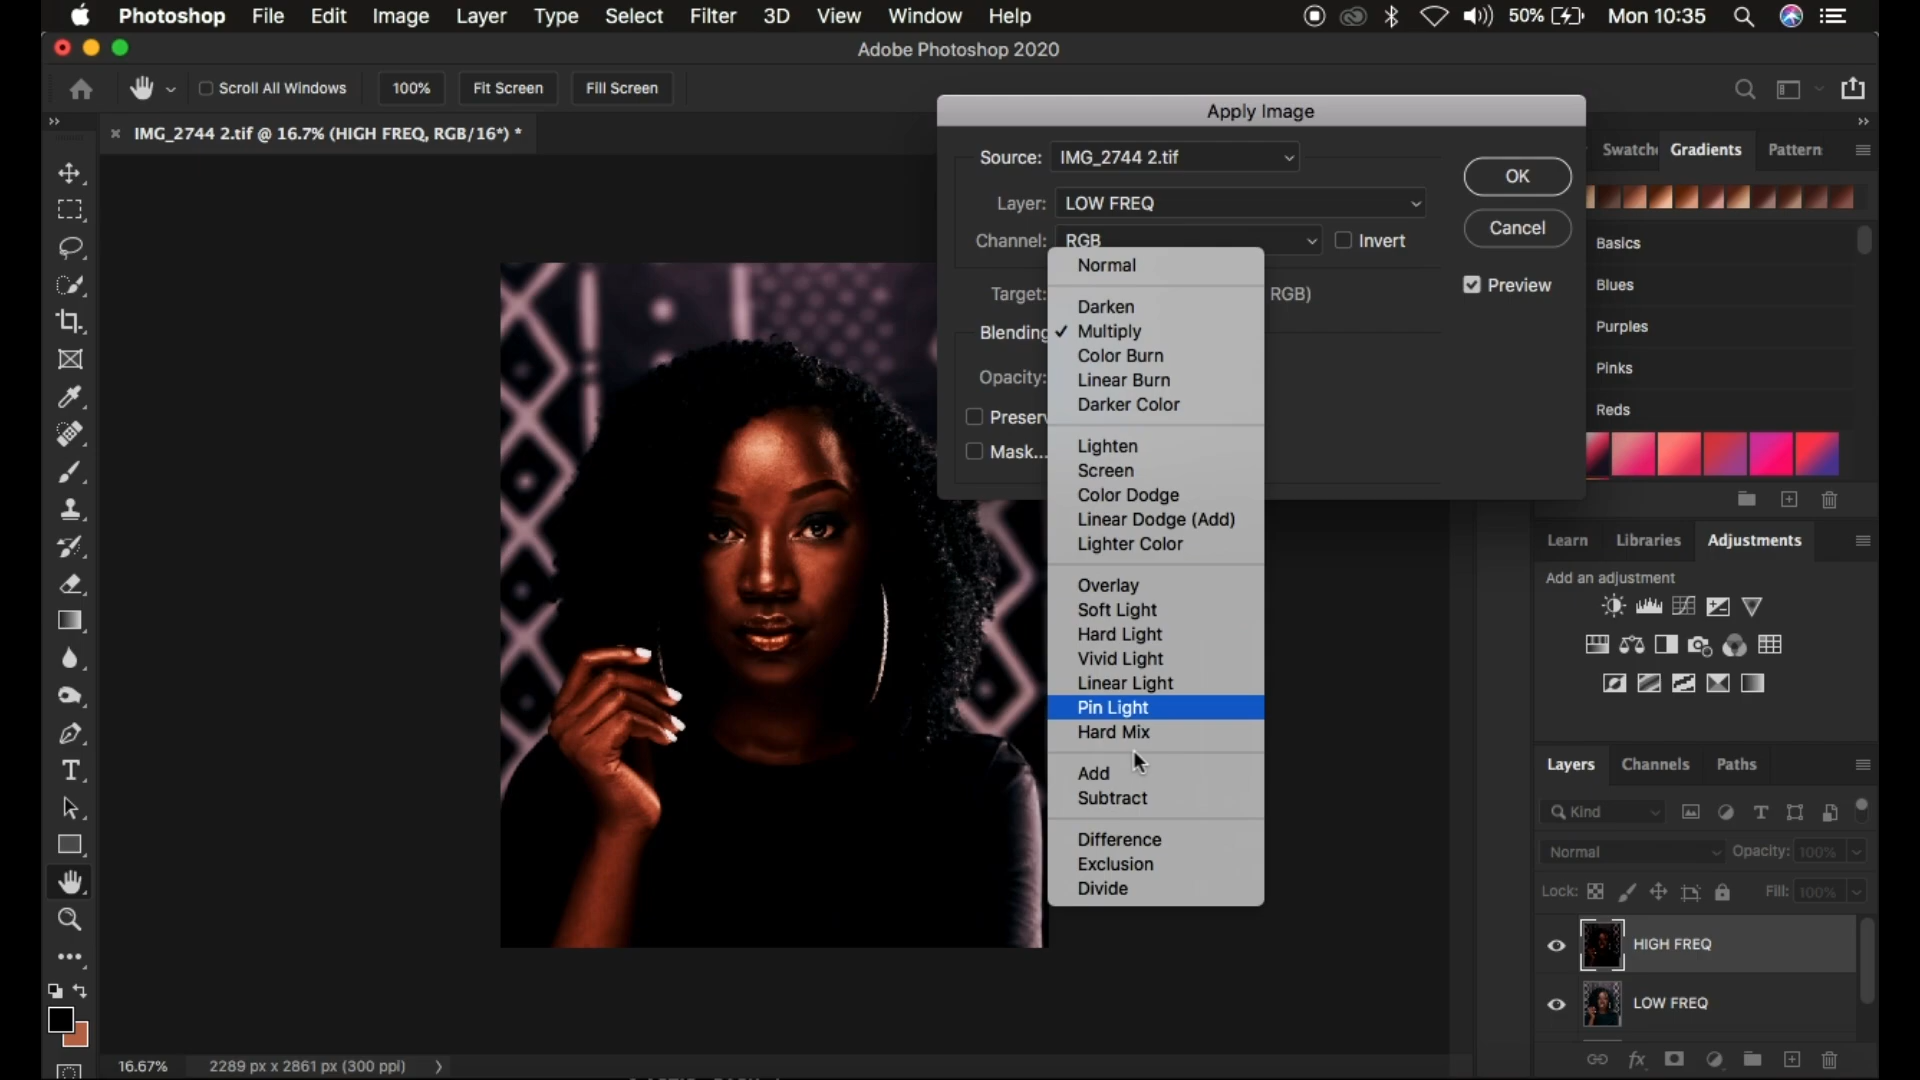 Photoshop File Edit Image Layer Type Select Filter 3D View Window Help 50% Mon 10:35
Adobe Photoshop 2020
Scroll All Windows 100% Fit Screen Fill Screen
IMG_2744 2.tif @ 16.7% (HIGH FREQ, RGB/16*) *
Apply Image
Source: IMG_2744 2.tif
Layer: LOW FREQ
Channel: RGB Invert
Target: RGB)
Blending
Opacity:
Preserv
Mask...
OK
Cancel
Preview
Normal
Darken
Multiply
Color Burn
Linear Burn
Darker Color
Lighten
Screen
Color Dodge
Linear Dodge (Add)
Lighter Color
Overlay
Soft Light
Hard Light
Vivid Light
Linear Light
Pin Light
Hard Mix
Add
Subtract
Difference
Exclusion
Divide
Swatche Gradients Pattern
Basics
Blues
Purples
Pinks
Reds
Learn Libraries Adjustments
Add an adjustment
Layers Channels Paths
Kind
Normal Opacity: 100%
Lock: Fill: 100%
HIGH FREQ
LOW FREQ
16.67% 2289 px x 2861 px (300 ppi)